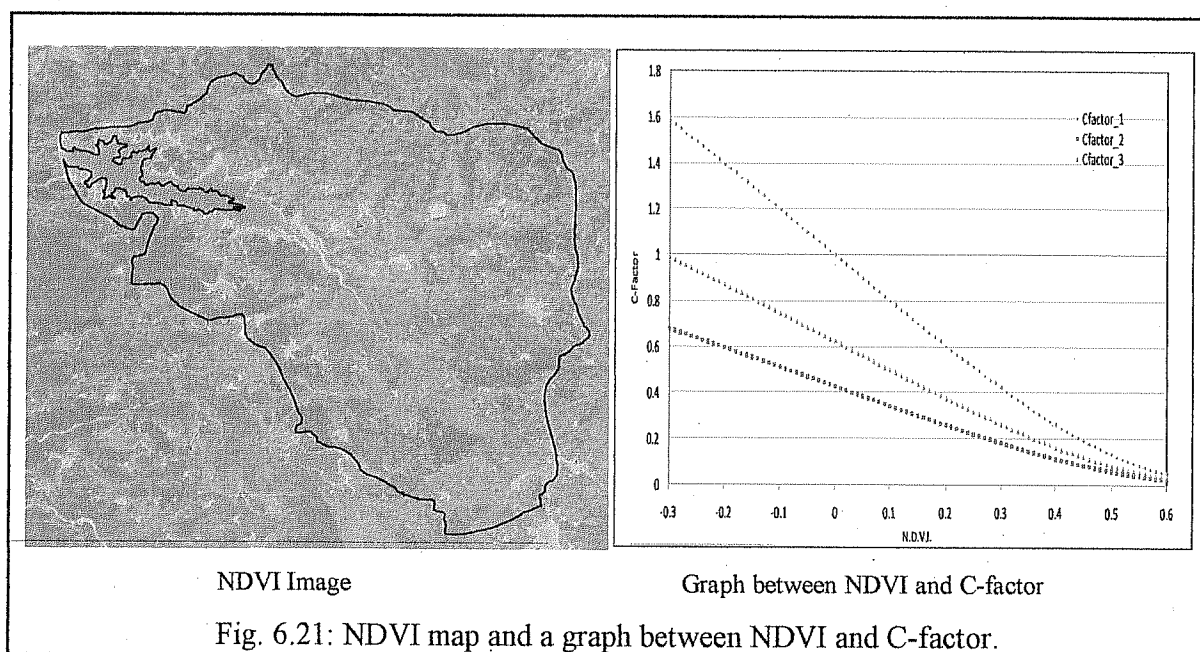 1.8
1.6
1.4
1.2
1
0.8
0.6
0.4
0.2
0
C-Factor
Cfactor_1
Cfactor_2
Cfactor_3
-0.3 -0.2 -0.1 0 0.1 0.2 0.3 0.4 0.5 0.6
N.D.V.I.
NDVI Image
Graph between NDVI and C-factor
Fig. 6.21: NDVI map and a graph between NDVI and C-factor.